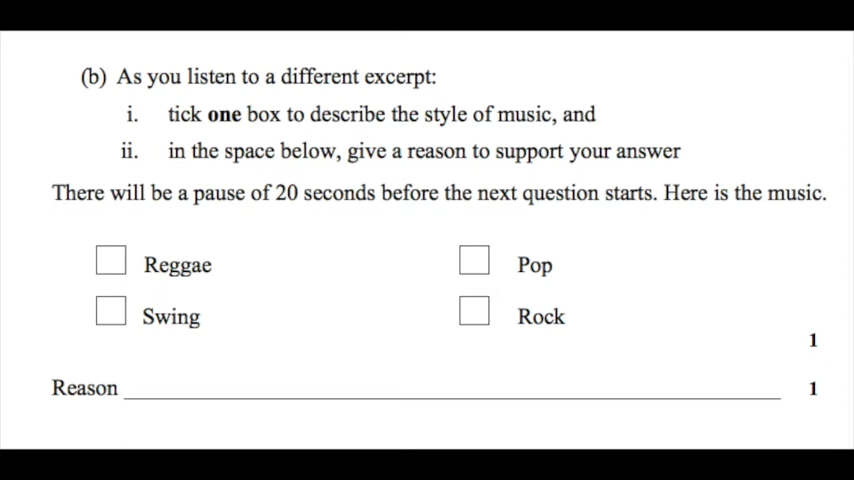 (b) As you listen to a different excerpt:
i. tick one box to describe the style of music, and
ii. in the space below, give a reason to support your answer
There will be a pause of 20 seconds before the next question starts. Here is the music.
Reggae Pop
Swing Rock
1
Reason 1